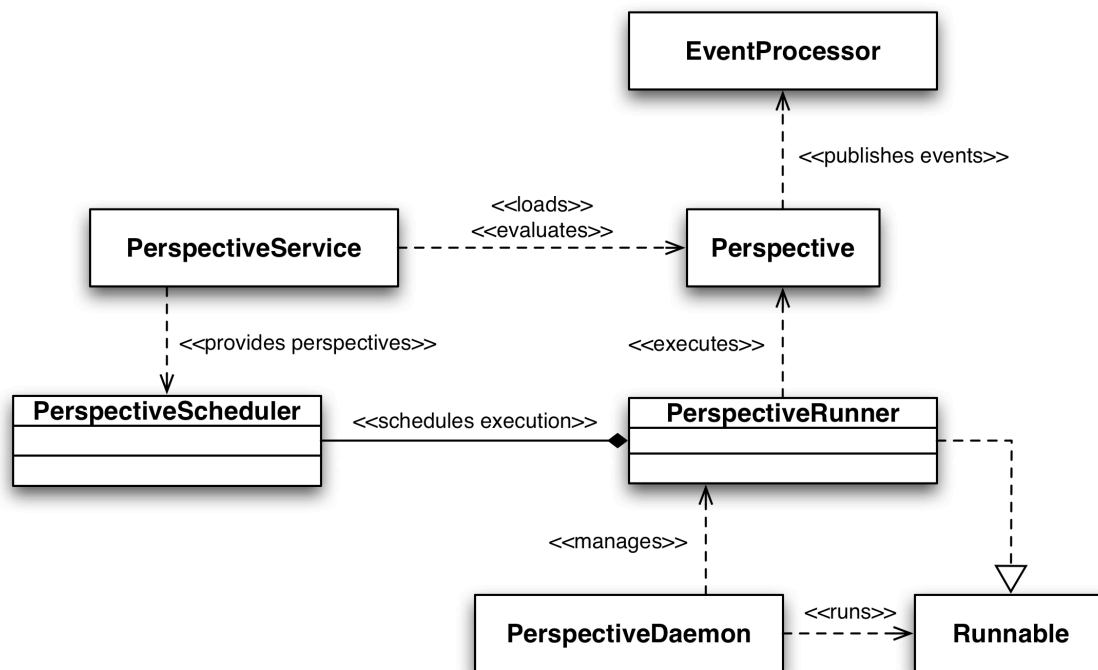 EventProcessor
<<publishes events>>
<<loads>>
<<evaluates>>
PerspectiveService
Perspective
<<provides perspectives>>
<<executes>>
PerspectiveScheduler
<<schedules execution>>
PerspectiveRunner
<<manages>>
<<runs>>
PerspectiveDaemon
Runnable